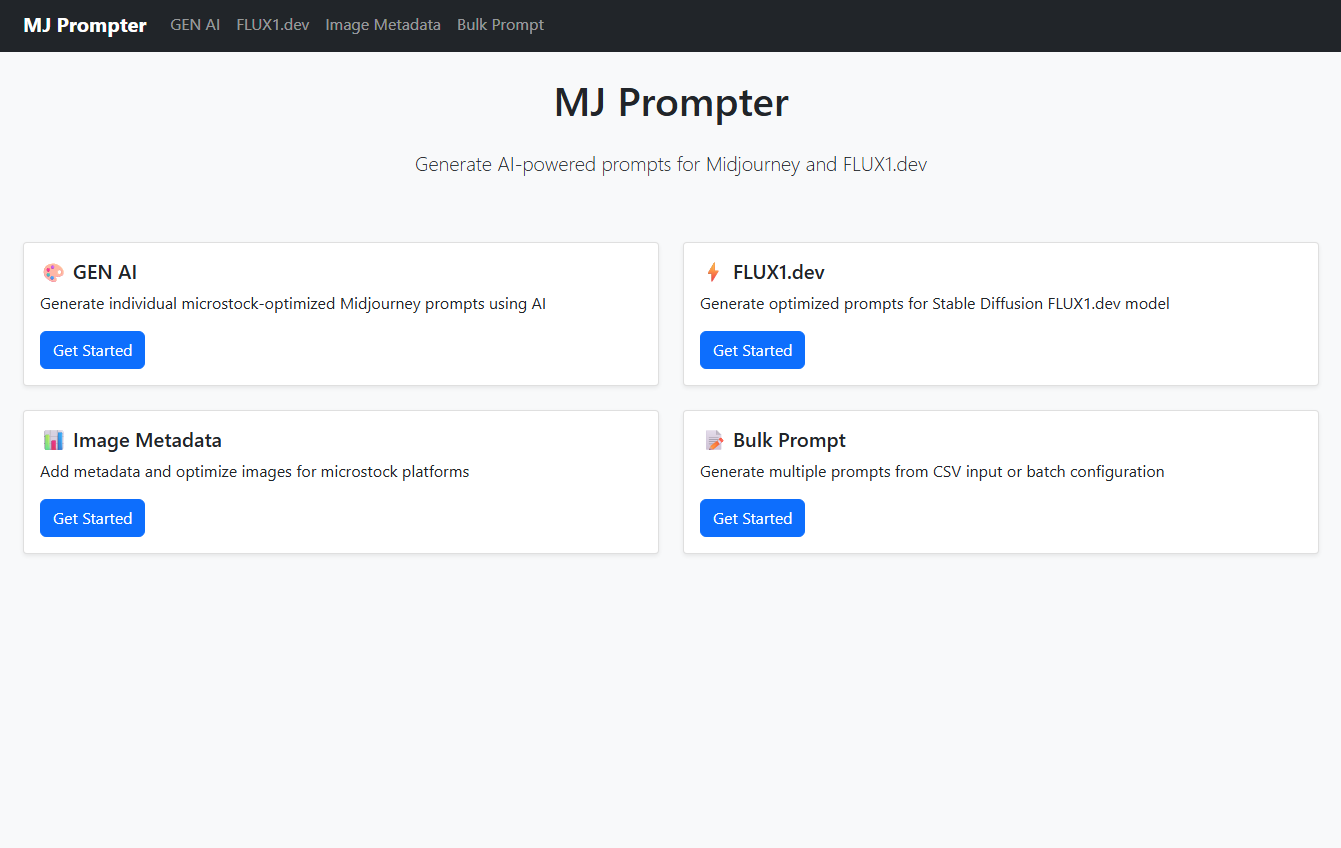 MJ Prompter GEN AI FLUX1.dev Image Metadata Bulk Prompt
MJ Prompter
Generate AI-powered prompts for Midjourney and FLUX1.dev
GEN AI
Generate individual microstock-optimized Midjourney prompts using AI
Get Started
FLUX1.dev
Generate optimized prompts for Stable Diffusion FLUX1.dev model
Get Started
Image Metadata
Add metadata and optimize images for microstock platforms
Get Started
Bulk Prompt
Generate multiple prompts from CSV input or batch configuration
Get Started